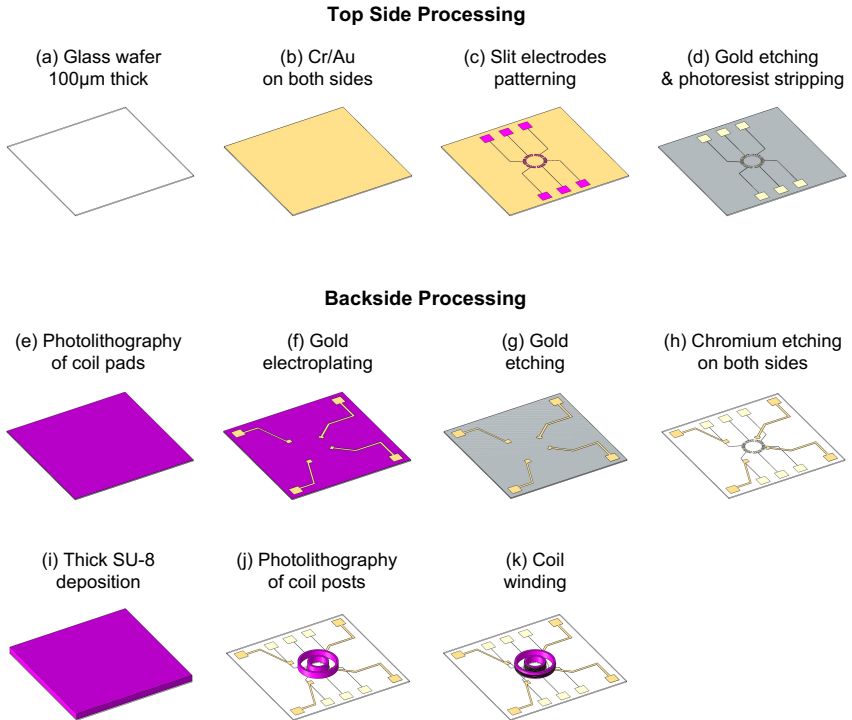 Top Side Processing
(a) Glass wafer
100µm thick
(b) Cr/Au
on both sides
(c) Slit electrodes
patterning
(d) Gold etching
& photoresist stripping
Backside Processing
(e) Photolithography
of coil pads
(f) Gold
electroplating
(g) Gold
etching
(h) Chromium etching
on both sides
(i) Thick SU-8
deposition
(j) Photolithography
of coil posts
(k) Coil
winding